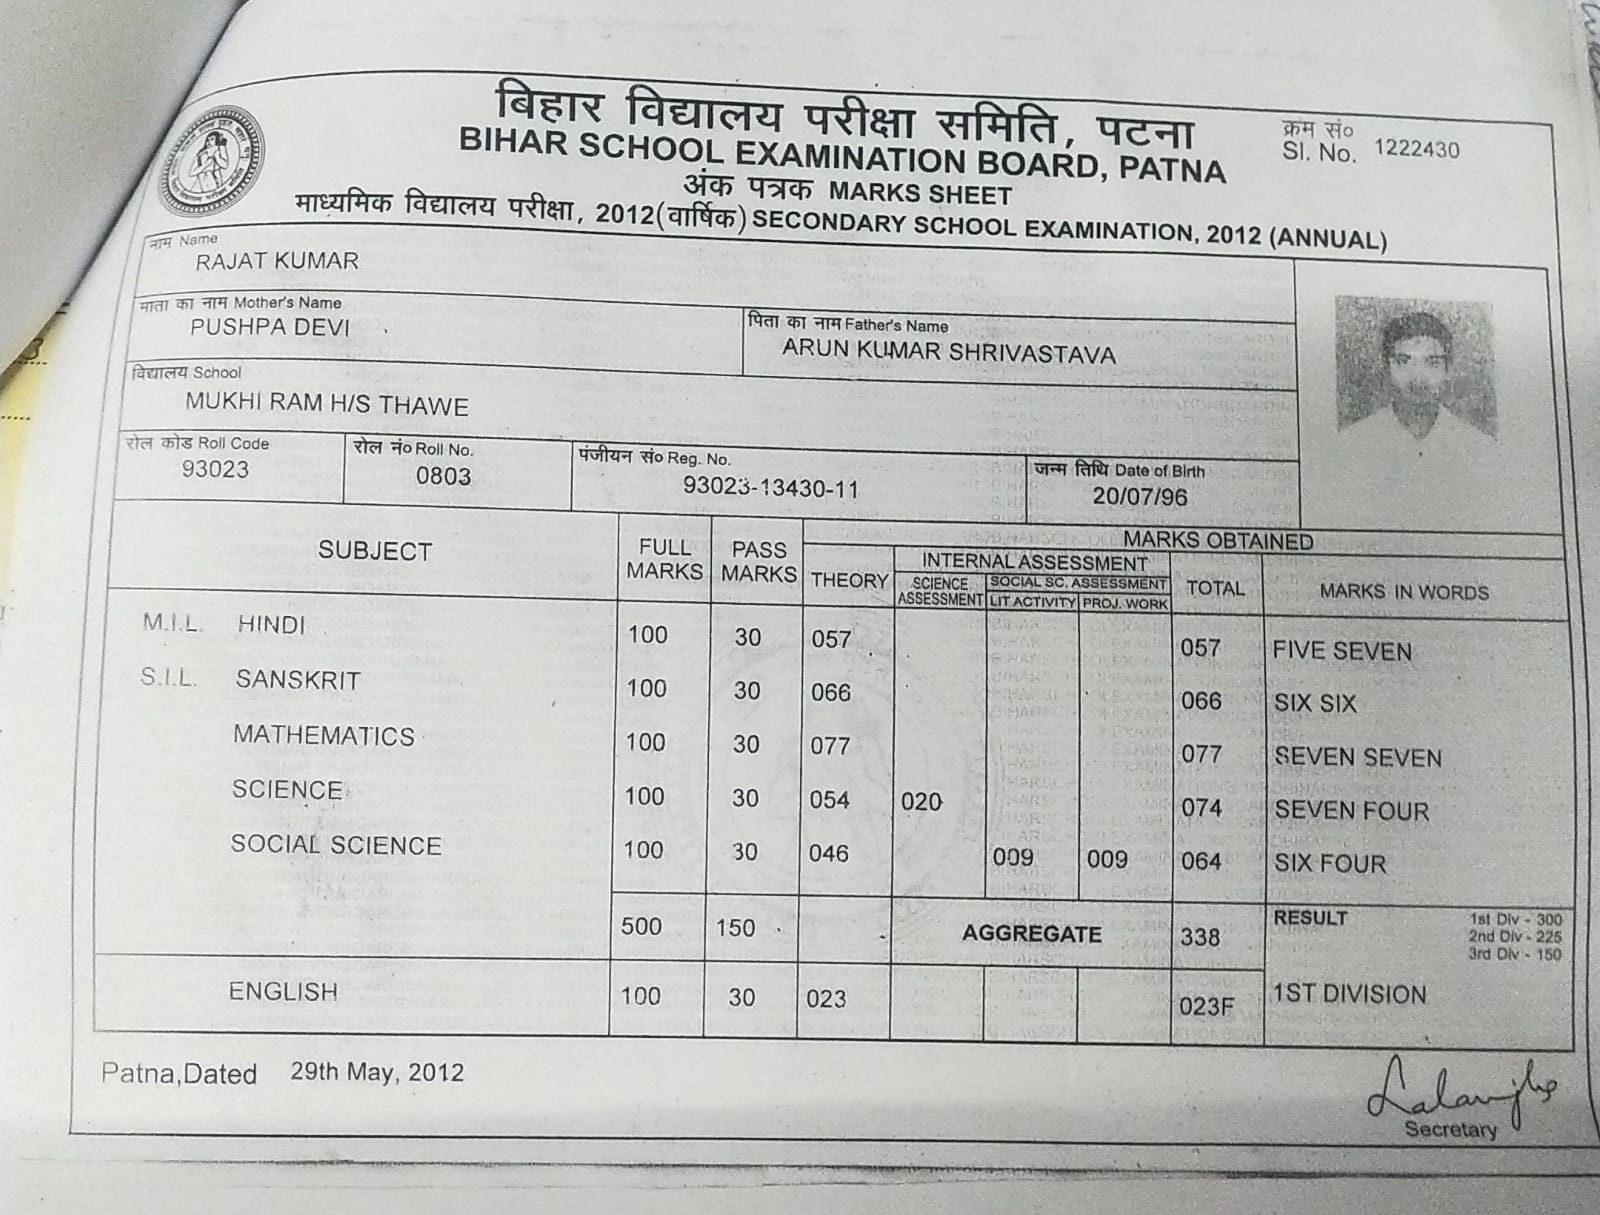 बिहार विद्यालय परीक्षा समिति, पटना
BIHAR SCHOOL EXAMINATION BOARD, PATNA
क्रम सं०
Sl. No. 1222430
अंक पत्रक MARKS SHEET
माध्यमिक विद्यालय परीक्षा, 2012(वार्षिक) SECONDARY SCHOOL EXAMINATION, 2012 (ANNUAL)
नाम Name
RAJAT KUMAR
माता का नाम Mother's Name
PUSHPA DEVI
पिता का नाम Father's Name
ARUN KUMAR SHRIVASTAVA
विद्यालय School
MUKHI RAM H/S THAWE
रोल कोड Roll Code
93023
रोल नं० Roll No.
0803
पंजीयन सं० Reg. No.
93023-13430-11
जन्म तिथि Date of Birth
20/07/96
SUBJECT
FULL MARKS
PASS MARKS
MARKS OBTAINED
THEORY
INTERNAL ASSESSMENT
SCIENCE ASSESSMENT
SOCIAL SC. ASSESSMENT
LIT ACTIVITY PROJ. WORK
TOTAL
MARKS IN WORDS
M.I.L. HINDI 100 30 057 057 FIVE SEVEN
S.I.L. SANSKRIT 100 30 066 066 SIX SIX
MATHEMATICS 100 30 077 077 SEVEN SEVEN
SCIENCE 100 30 054 020 074 SEVEN FOUR
SOCIAL SCIENCE 100 30 046 009 009 064 SIX FOUR
500 150 AGGREGATE 338
RESULT
1st Div - 300
2nd Div - 225
3rd Div - 150
ENGLISH 100 30 023 023F 1ST DIVISION
Patna,Dated 29th May, 2012
Secretary